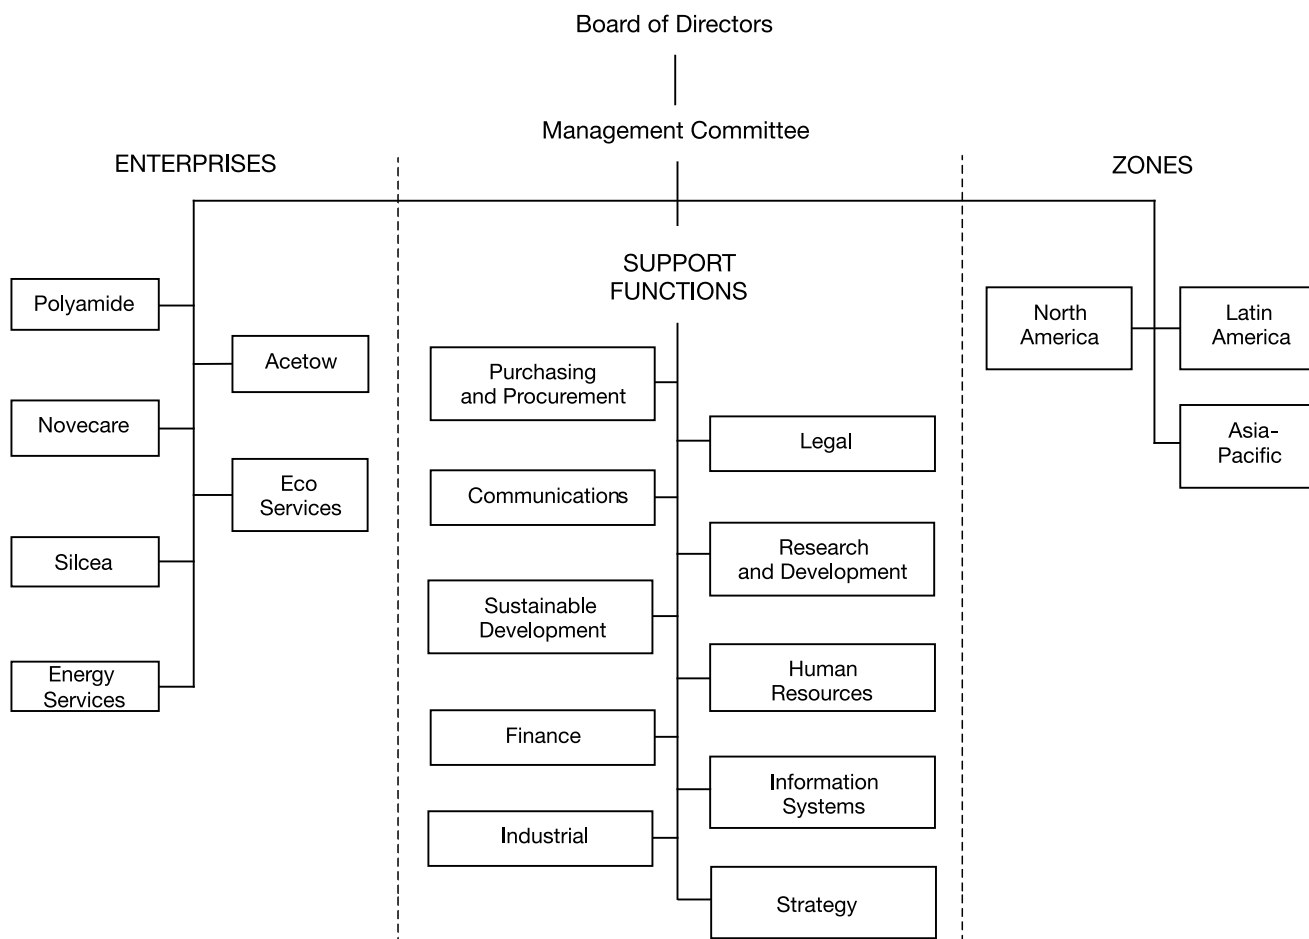 Board of Directors
Management Committee
ENTERPRISES
ZONES
SUPPORT
FUNCTIONS
Polyamide
Acetow
Novecare
Eco
Services
Silcea
Energy
Services
Purchasing
and Procurement
Legal
Communications
Research
and Development
Sustainable
Development
Human
Resources
Finance
Information
Systems
Industrial
Strategy
North
America
Latin
America
Asia-
Pacific